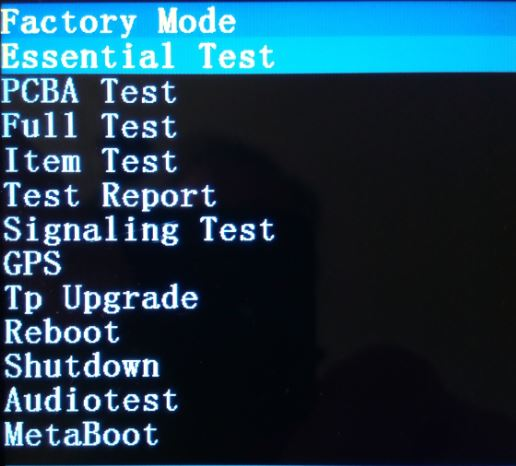 Factory Mode
Essential Test
PCBA Test
Full Test
Item Test
Test Report
Signaling Test
GPS
Tp Upgrade
Reboot
Shutdown
Audiotest
MetaBoot